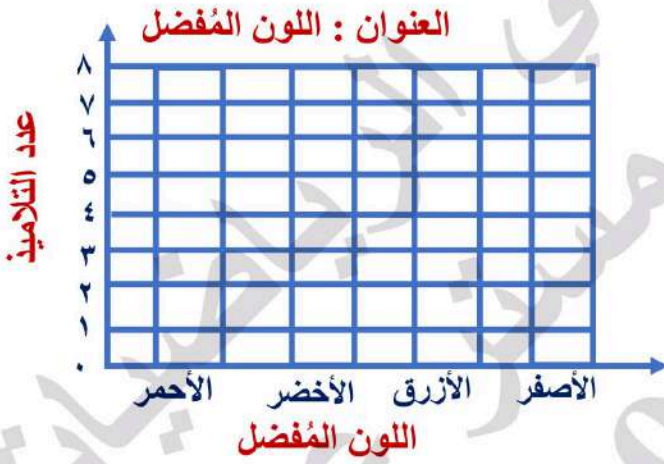 العنوان : اللون المُفضل
٨
٧
٦
٥
٤
٣
٢
١
٠
عدد التلاميذ
الأحمر الأخضر الأزرق الأصفر
اللون المُفضل